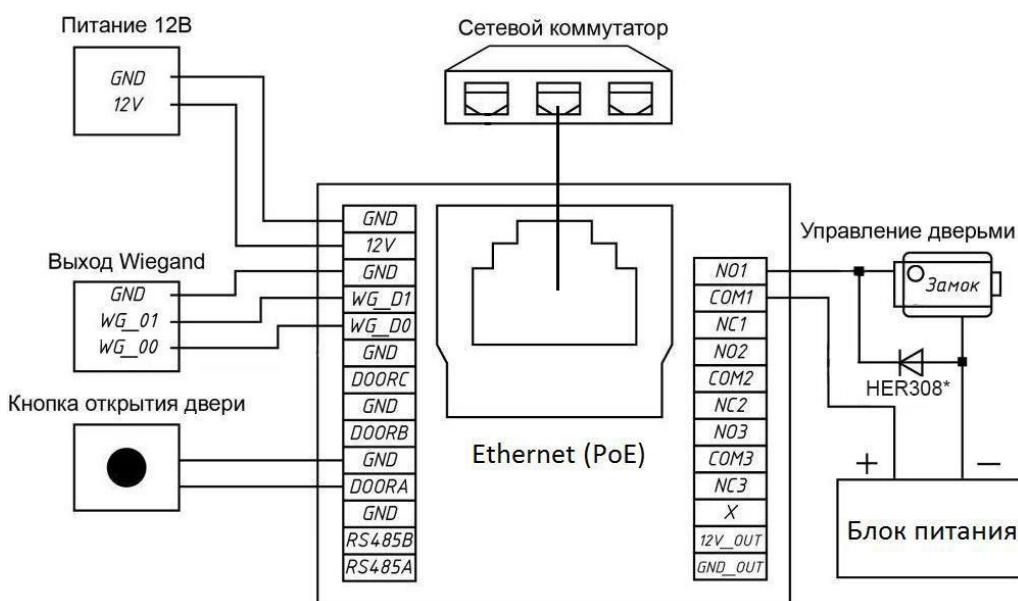 Питание 12В
GND
12V
Сетевой коммутатор
Выход Wiegand
GND
WG_01
WG_00
Кнопка открытия двери
GND
12V
GND
WG_D1
WG_D0
GND
DOORC
GND
DOORB
GND
DOORA
GND
RS485B
RS485A
Ethernet (PoE)
NO1
COM1
NC1
NO2
COM2
NC2
NO3
COM3
NC3
X
12V_OUT
GND_OUT
Управление дверьми
Замок
HER308*
+ −
Блок питания